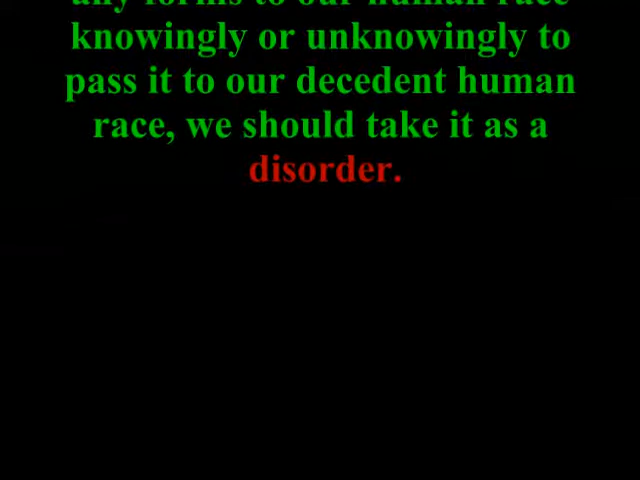 any forms to our human race
knowingly or unknowingly to
pass it to our decedent human
race, we should take it as a
disorder.